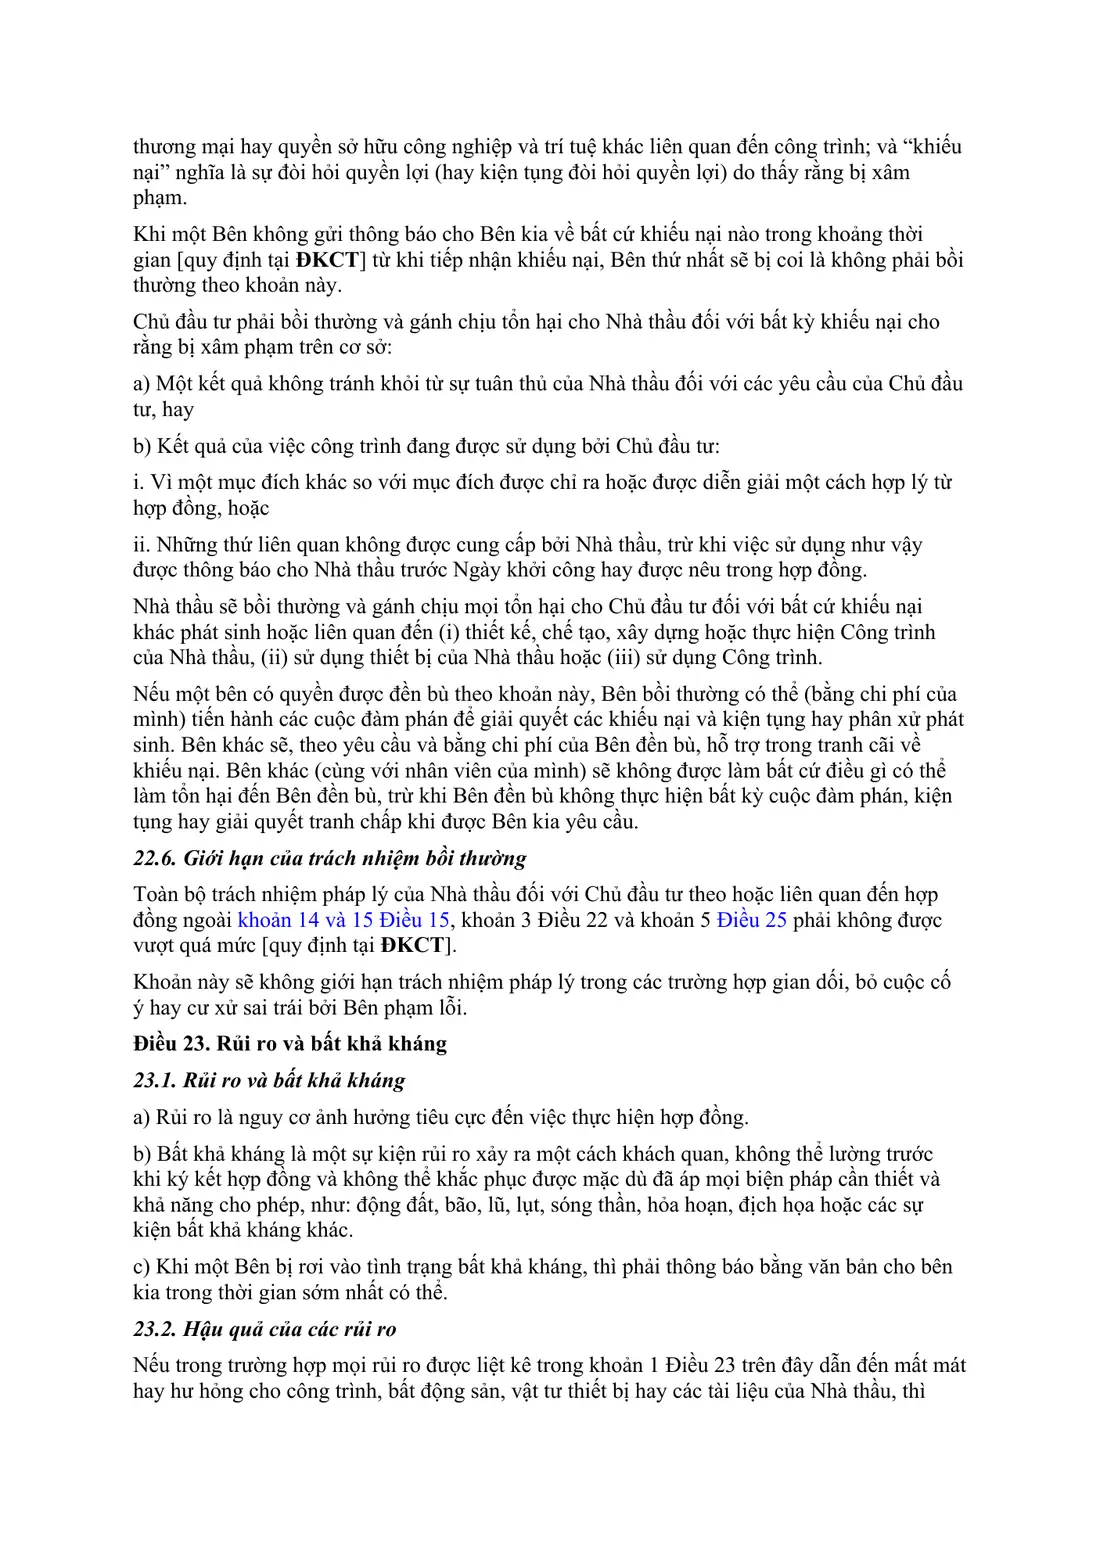 thương mại hay quyền sở hữu công nghiệp và trí tuệ khác liên quan đến công trình; và “khiếu
nại” nghĩa là sự đòi hỏi quyền lợi (hay kiện tụng đòi hỏi quyền lợi) do thấy rằng bị xâm
phạm.
Khi một Bên không gửi thông báo cho Bên kia về bất cứ khiếu nại nào trong khoảng thời
gian [quy định tại ĐKCT] từ khi tiếp nhận khiếu nại, Bên thứ nhất sẽ bị coi là không phải bồi
thường theo khoản này.
Chủ đầu tư phải bồi thường và gánh chịu tổn hại cho Nhà thầu đối với bất kỳ khiếu nại cho
rằng bị xâm phạm trên cơ sở:
a) Một kết quả không tránh khỏi từ sự tuân thủ của Nhà thầu đối với các yêu cầu của Chủ đầu
tư, hay
b) Kết quả của việc công trình đang được sử dụng bởi Chủ đầu tư:
i. Vì một mục đích khác so với mục đích được chỉ ra hoặc được diễn giải một cách hợp lý từ
hợp đồng, hoặc
ii. Những thứ liên quan không được cung cấp bởi Nhà thầu, trừ khi việc sử dụng như vậy
được thông báo cho Nhà thầu trước Ngày khởi công hay được nêu trong hợp đồng.
Nhà thầu sẽ bồi thường và gánh chịu mọi tổn hại cho Chủ đầu tư đối với bất cứ khiếu nại
khác phát sinh hoặc liên quan đến (i) thiết kế, chế tạo, xây dựng hoặc thực hiện Công trình
của Nhà thầu, (ii) sử dụng thiết bị của Nhà thầu hoặc (iii) sử dụng Công trình.
Nếu một bên có quyền được đền bù theo khoản này, Bên bồi thường có thể (bằng chi phí của
mình) tiến hành các cuộc đàm phán để giải quyết các khiếu nại và kiện tụng hay phân xử phát
sinh. Bên khác sẽ, theo yêu cầu và bằng chi phí của Bên đền bù, hỗ trợ trong tranh cãi về
khiếu nại. Bên khác (cùng với nhân viên của mình) sẽ không được làm bất cứ điều gì có thể
làm tổn hại đến Bên đền bù, trừ khi Bên đền bù không thực hiện bất kỳ cuộc đàm phán, kiện
tụng hay giải quyết tranh chấp khi được Bên kia yêu cầu.
22.6. Giới hạn của trách nhiệm bồi thường
Toàn bộ trách nhiệm pháp lý của Nhà thầu đối với Chủ đầu tư theo hoặc liên quan đến hợp
đồng ngoài khoản 14 và 15 Điều 15, khoản 3 Điều 22 và khoản 5 Điều 25 phải không được
vượt quá mức [quy định tại ĐKCT].
Khoản này sẽ không giới hạn trách nhiệm pháp lý trong các trường hợp gian dối, bỏ cuộc cố
ý hay cư xử sai trái bởi Bên phạm lỗi.
Điều 23. Rủi ro và bất khả kháng
23.1. Rủi ro và bất khả kháng
a) Rủi ro là nguy cơ ảnh hưởng tiêu cực đến việc thực hiện hợp đồng.
b) Bất khả kháng là một sự kiện rủi ro xảy ra một cách khách quan, không thể lường trước
khi ký kết hợp đồng và không thể khắc phục được mặc dù đã áp mọi biện pháp cần thiết và
khả năng cho phép, như: động đất, bão, lũ, lụt, sóng thần, hỏa hoạn, địch họa hoặc các sự
kiện bất khả kháng khác.
c) Khi một Bên bị rơi vào tình trạng bất khả kháng, thì phải thông báo bằng văn bản cho bên
kia trong thời gian sớm nhất có thể.
23.2. Hậu quả của các rủi ro
Nếu trong trường hợp mọi rủi ro được liệt kê trong khoản 1 Điều 23 trên đây dẫn đến mất mát
hay hư hỏng cho công trình, bất động sản, vật tư thiết bị hay các tài liệu của Nhà thầu, thì